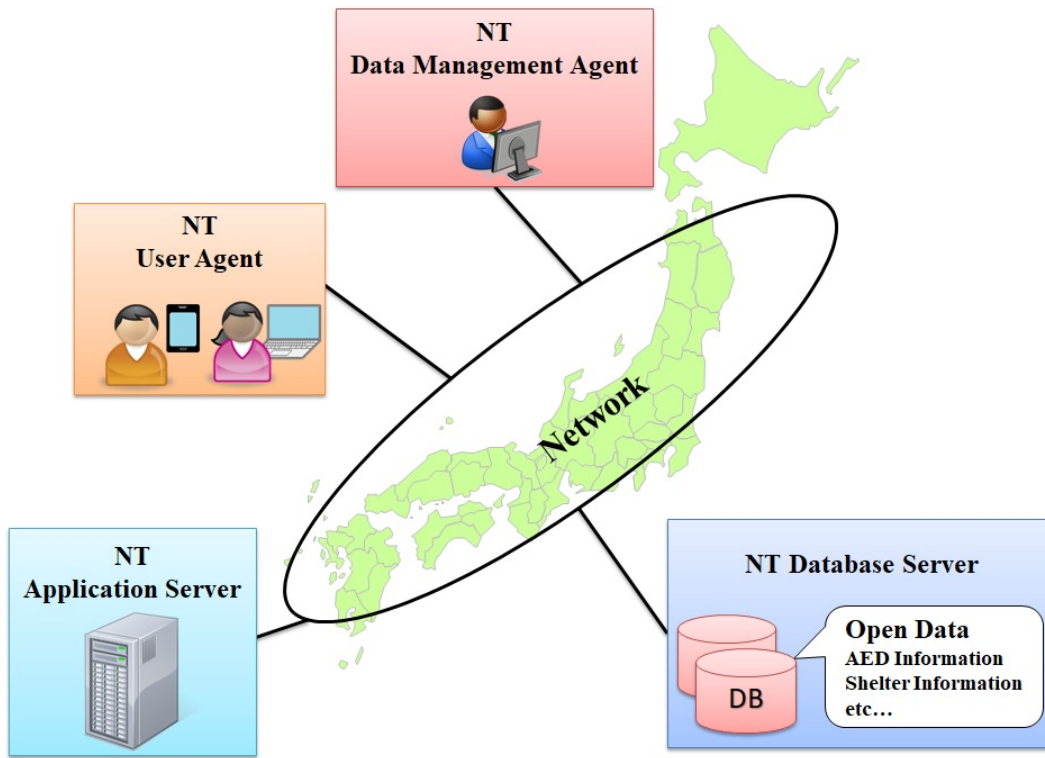 NT
Data Management Agent
NT
User Agent
Network
NT
Application Server
NT Database Server
Open Data
AED Information
Shelter Information
etc…
DB